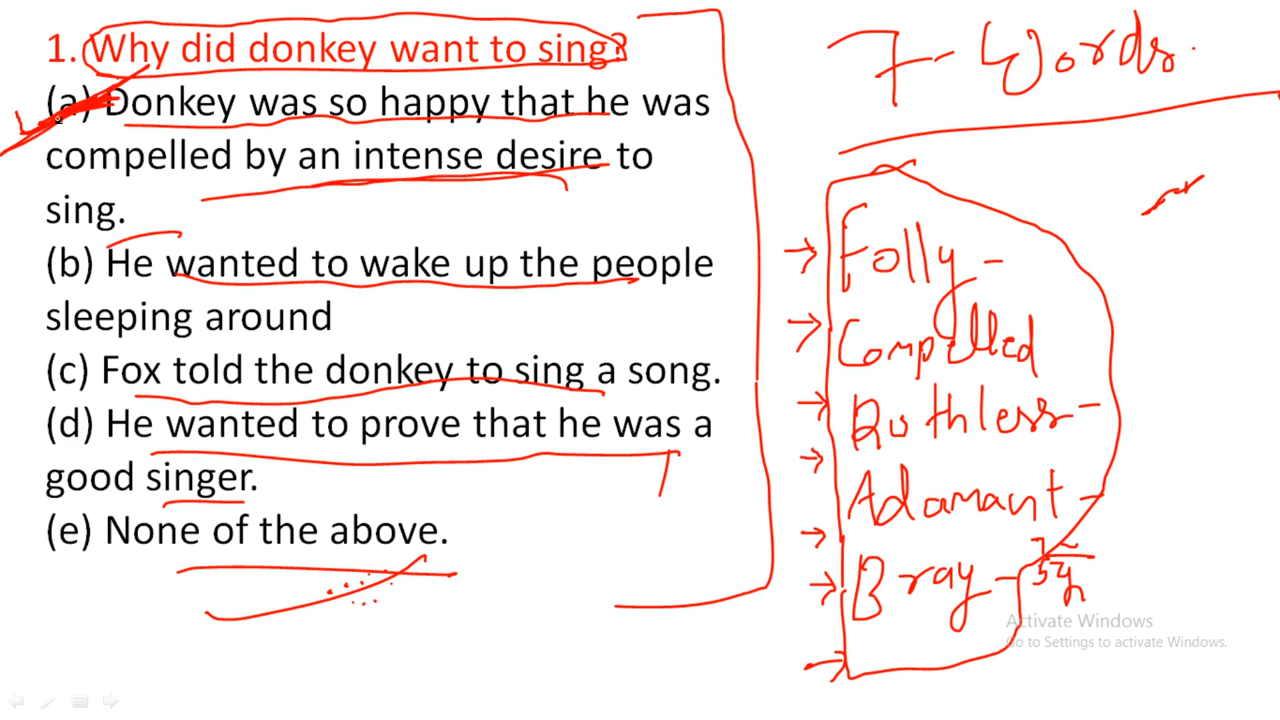 1. Why did donkey want to sing?
(a) Donkey was so happy that he was
compelled by an intense desire to
sing.
(b) He wanted to wake up the people
sleeping around
(c) Fox told the donkey to sing a song.
(d) He wanted to prove that he was a
good singer.
(e) None of the above.
7 - Words.
Folly -
Compelled
Ruthless -
Adamant -
Bray -
Activate Windows
Go to Settings to activate Windows.